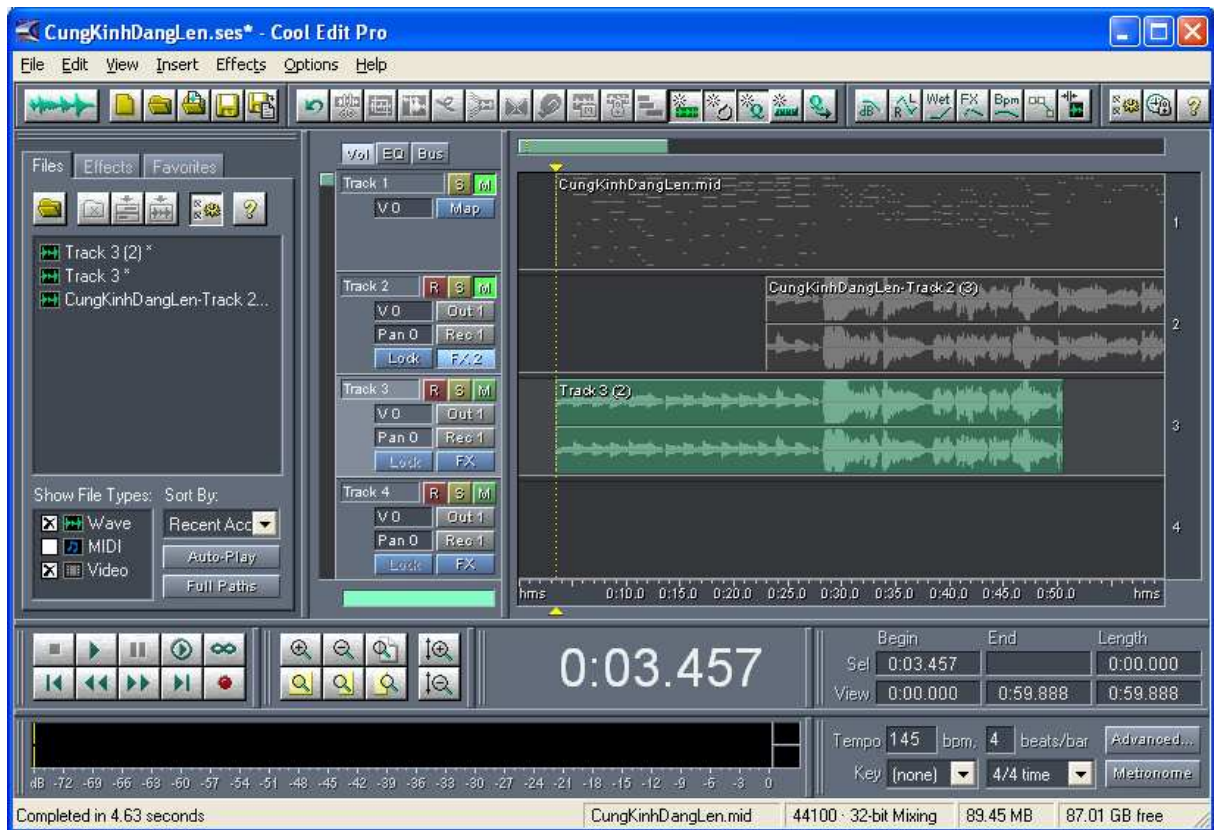 CungKinhDangLen.ses* - Cool Edit Pro
File Edit View Insert Effects Options Help
dB R L Wet FX Bpm
Files Effects Favorites
Track 3 (2) *
Track 3 *
CungKinhDangLen-Track 2...
Show File Types: Sort By:
Wave Recent Acc
MIDI Auto-Play
Video Full Paths
Vol EQ Bus
Track 1 S M
V 0 Map
Track 2 R S M
V 0 Out 1
Pan 0 Rec 1
Lock FX 2
Track 3 R S M
V 0 Out 1
Pan 0 Rec 1
Lock FX
Track 4 R S M
V 0 Out 1
Pan 0 Rec 1
Lock FX
CungKinhDangLen.mid
1
CungKinhDangLen-Track 2 (3)
2
Track 3 (2)
3
4
hms 0:10.0 0:15.0 0:20.0 0:25.0 0:30.0 0:35.0 0:40.0 0:45.0 0:50.0 hms
0:03.457
Begin End Length
Sel 0:03.457 0:00.000
View 0:00.000 0:59.888 0:59.888
dB -72 -69 -66 -63 -60 -57 -54 -51 -48 -45 -42 -39 -36 -33 -30 -27 -24 -21 -18 -15 -12 -9 -6 -3 0
Tempo 145 bpm, 4 beats/bar Advanced...
Key (none) 4/4 time Metronome
Completed in 4.63 seconds CungKinhDangLen.mid 44100 · 32-bit Mixing 89.45 MB 87.01 GB free